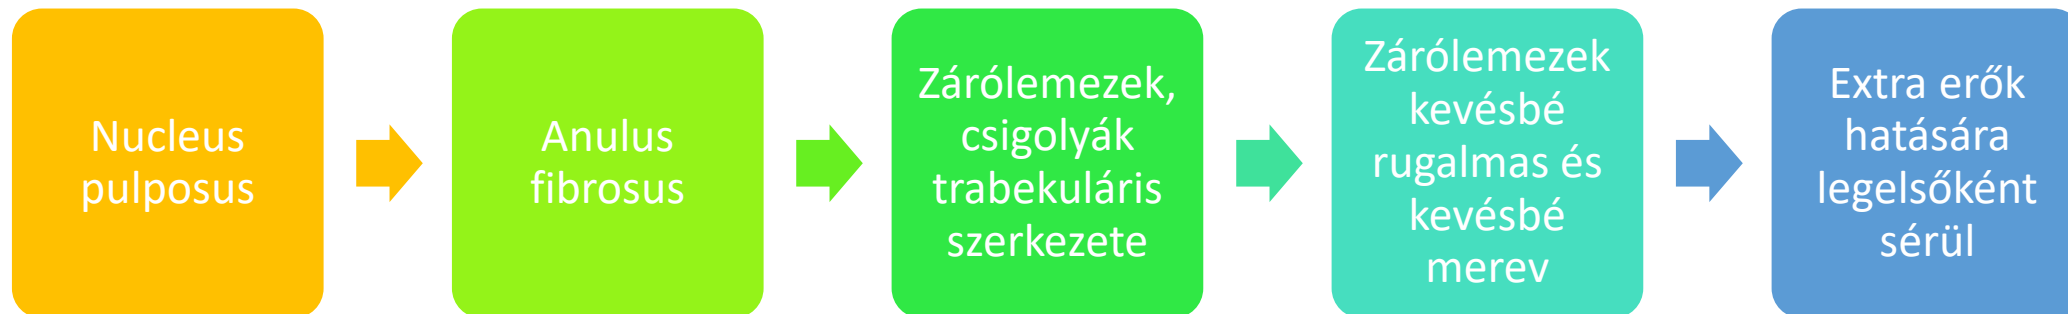 Nucleus
pulposus
Anulus
fibrosus
Zárólemezek,
csigolyák
trabekuláris
szerkezete
Zárólemezek
kevésbé
rugalmas és
kevésbé
merev
Extra erők
hatására
legelsőként
sérül